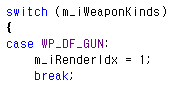 switch (m_iWeaponKinds)
{
case WP_DF_GUN:
    m_iRenderIdx = 1;
    break;